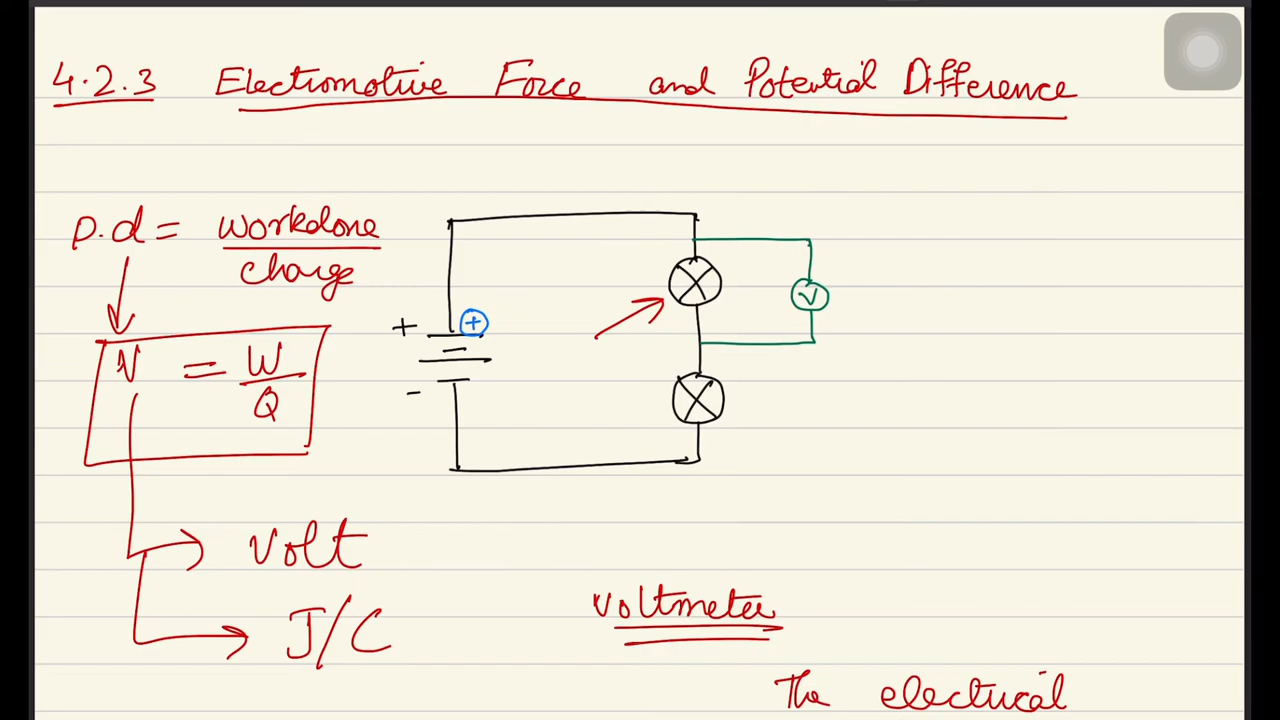 4.2.3 Electromotive Force and Potential Difference
p.d = workdone
charge
V = W
Q
+
+
-
V
volt
J/C
voltmeter
The electrical